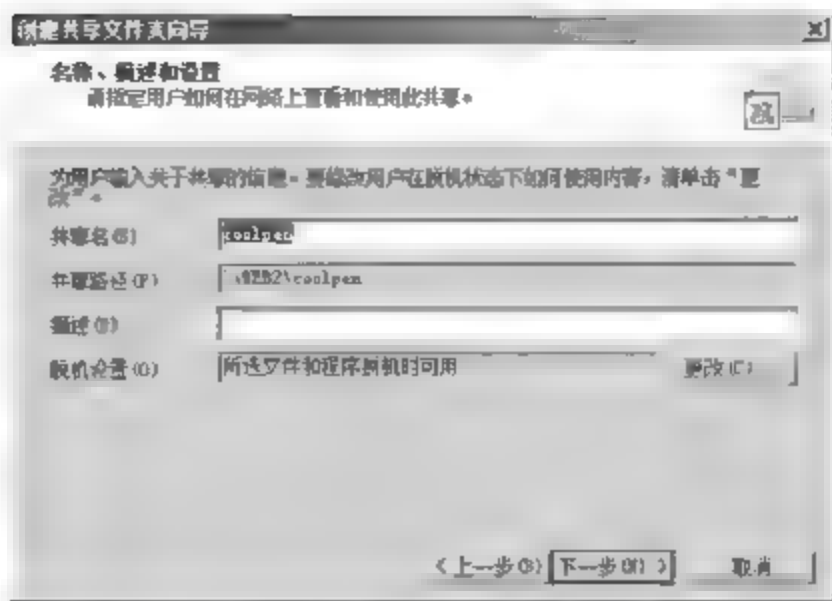 创建共享文件夹向导
名称、描述和设置
请指定用户如何在网络上查看和使用此共享。
为用户输入关于共享的信息。要修改用户在脱机状态下如何使用内容，请单击“更
改”。
共享名(S)
coolpen
共享路径(P)
\\WEB2\coolpen
描述(D)
脱机设置(O)
所选文件和程序脱机时可用
更改(C)
< 上一步(B)
下一步(N) >
取消